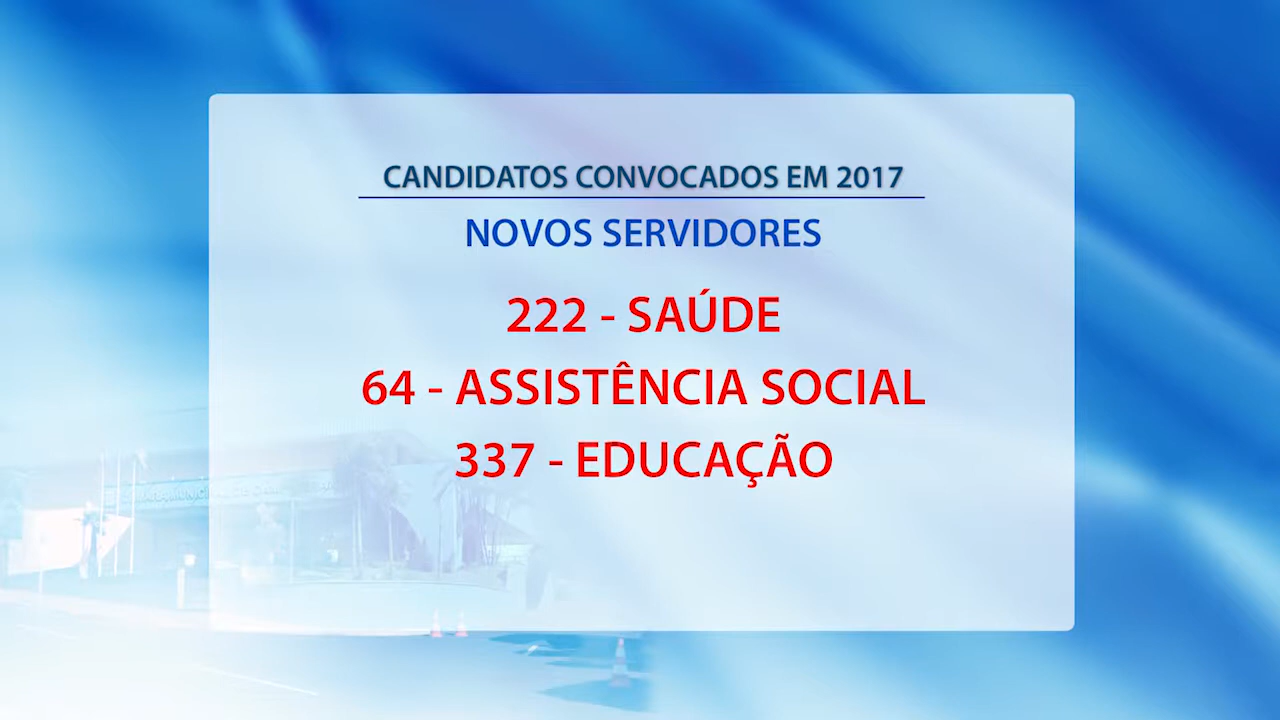 CANDIDATOS CONVOCADOS EM 2017
NOVOS SERVIDORES
222 - SAÚDE
64 - ASSISTÊNCIA SOCIAL
337 - EDUCAÇÃO